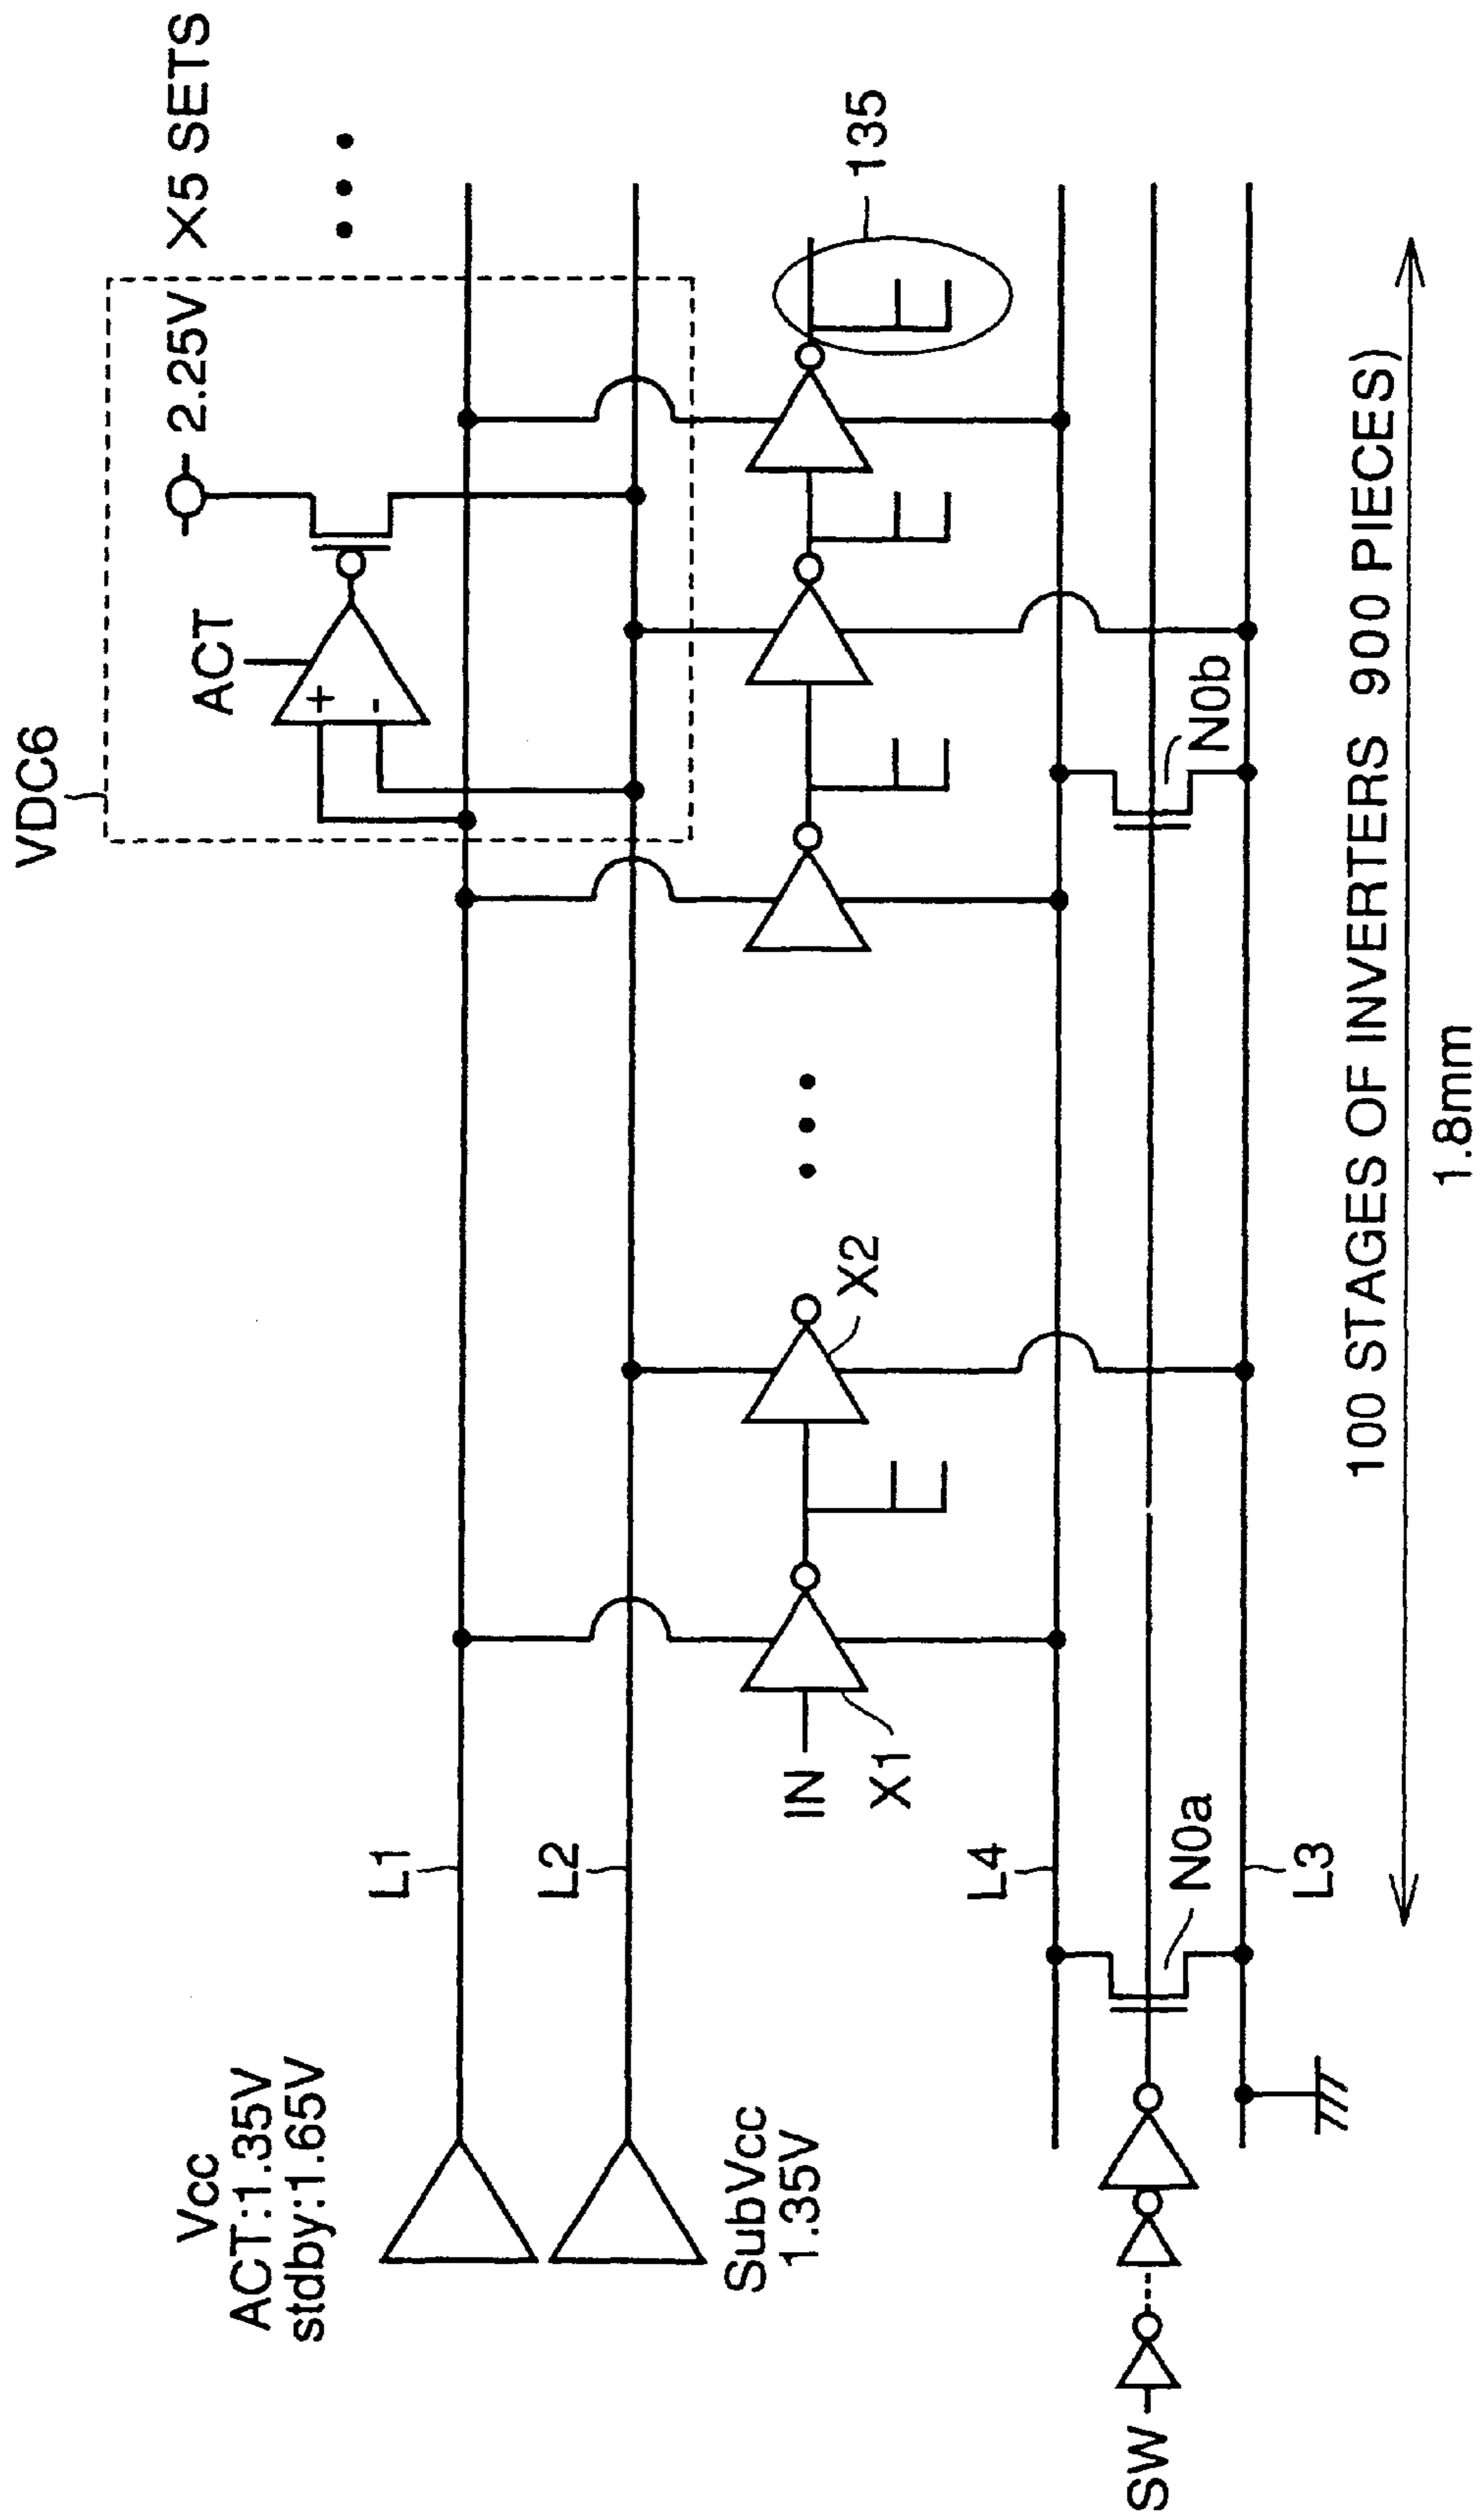 VDC6
ACT
2.25V
X5 SETS
+
-
Vcc
ACT:1.35V
stdby:1.65V
L1
L2
SubVcc
1.35V
IN
X1
X2
135
L4
N0a
N0b
L3
SW
100 STAGES OF INVERTERS 900 PIECES)
1.8mm